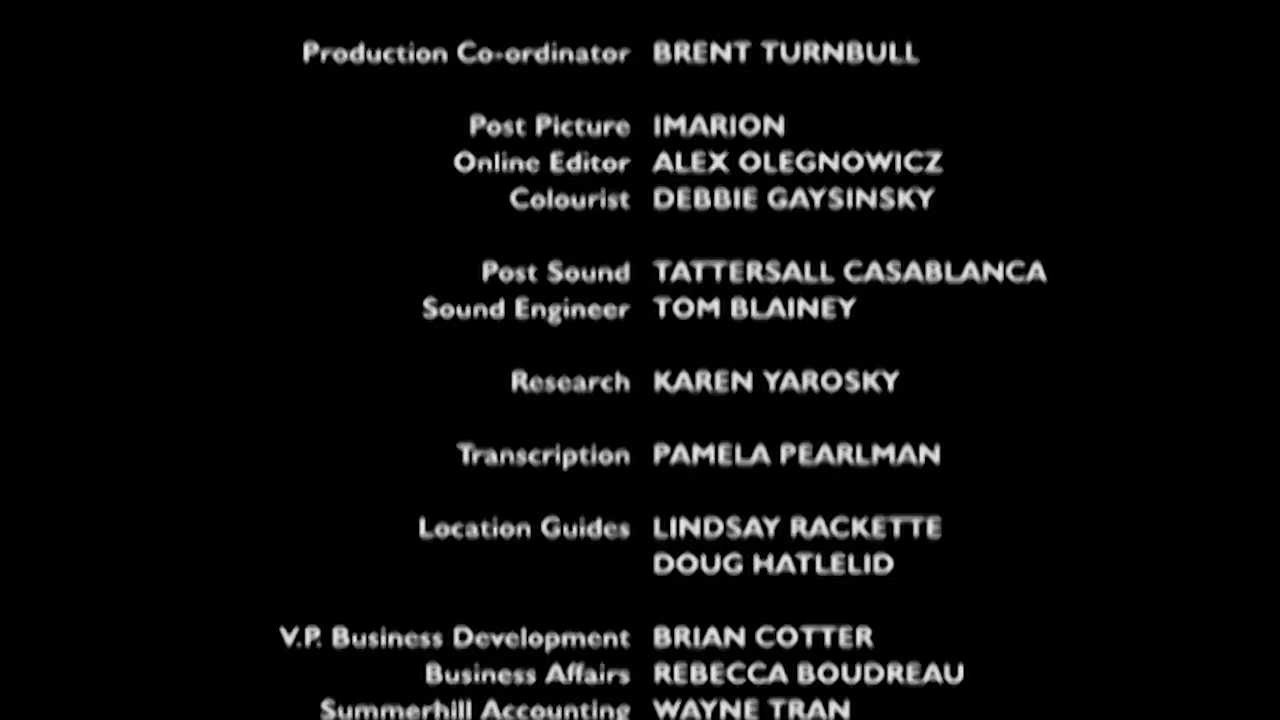 Production Co-ordinator BRENT TURNBULL
Post Picture IMARION
Online Editor ALEX OLEGNOWICZ
Colourist DEBBIE GAYSINSKY
Post Sound TATTERSALL CASABLANCA
Sound Engineer TOM BLAINEY
Research KAREN YAROSKY
Transcription PAMELA PEARLMAN
Location Guides LINDSAY RACKETTE
DOUG HATLELID
V.P. Business Development BRIAN COTTER
Business Affairs REBECCA BOUDREAU
Summerhill Accounting WAYNE TRAN